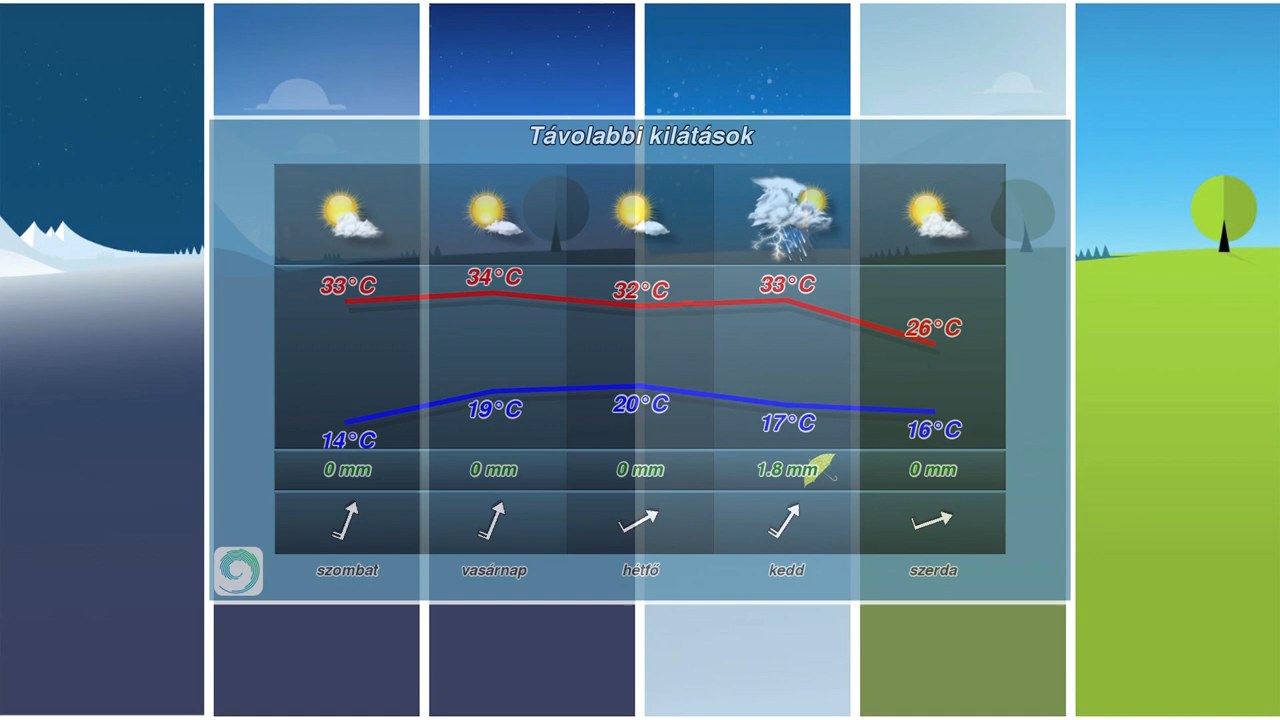 Távolabbi kilátások
33°C 34°C 32°C 33°C 26°C
14°C 19°C 20°C 17°C 16°C
0 mm 0 mm 0 mm 1.8 mm 0 mm
szombat vasárnap hétfő kedd szerda